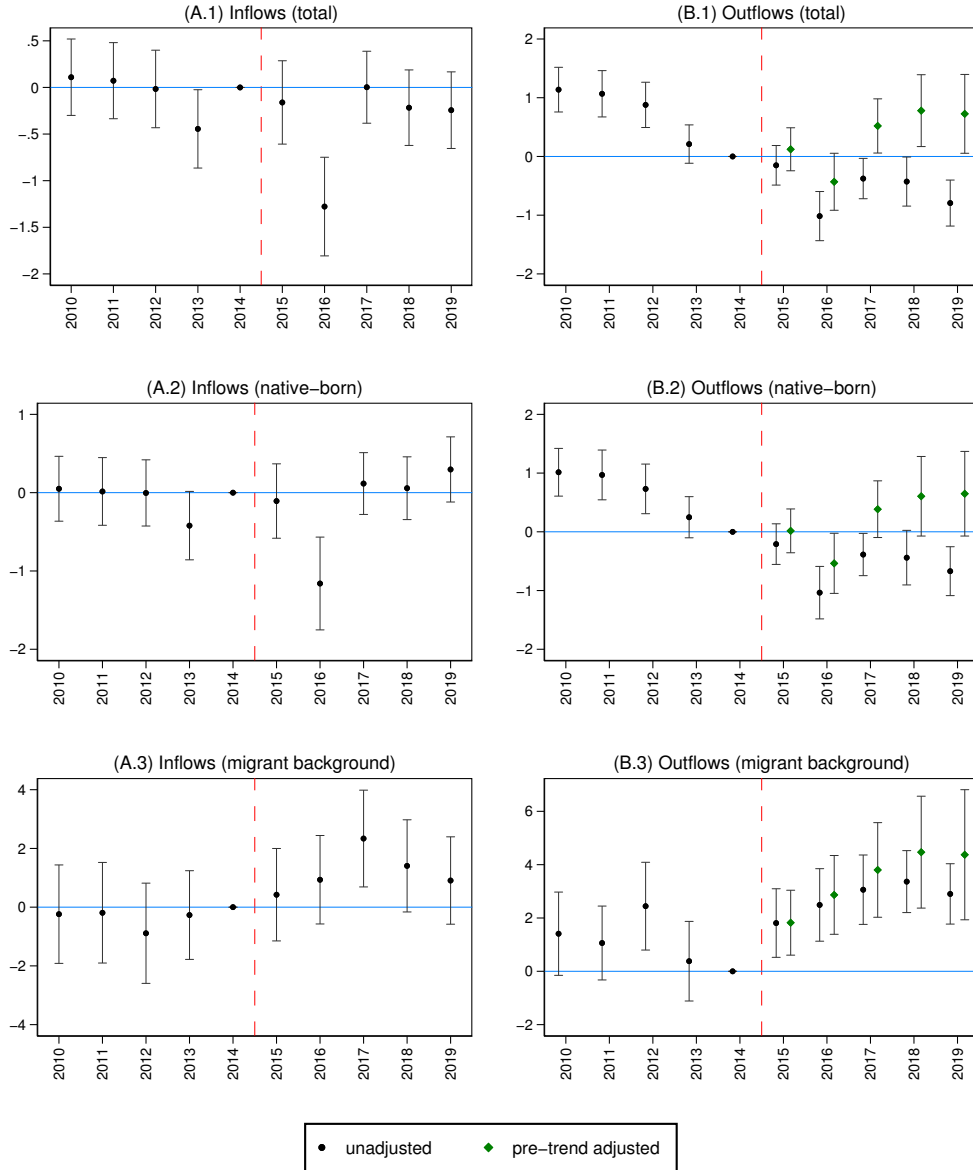 (A.1) Inflows (total)
.5
0
-.5
-1
-1.5
-2
2010 2011 2012 2013 2014 2015 2016 2017 2018 2019
(B.1) Outflows (total)
2
1
0
-1
-2
2010 2011 2012 2013 2014 2015 2016 2017 2018 2019
(A.2) Inflows (native-born)
1
0
-1
-2
2010 2011 2012 2013 2014 2015 2016 2017 2018 2019
(B.2) Outflows (native-born)
2
1
0
-1
-2
2010 2011 2012 2013 2014 2015 2016 2017 2018 2019
(A.3) Inflows (migrant background)
4
2
0
-2
-4
2010 2011 2012 2013 2014 2015 2016 2017 2018 2019
(B.3) Outflows (migrant background)
6
4
2
0
-2
2010 2011 2012 2013 2014 2015 2016 2017 2018 2019
unadjusted pre-trend adjusted